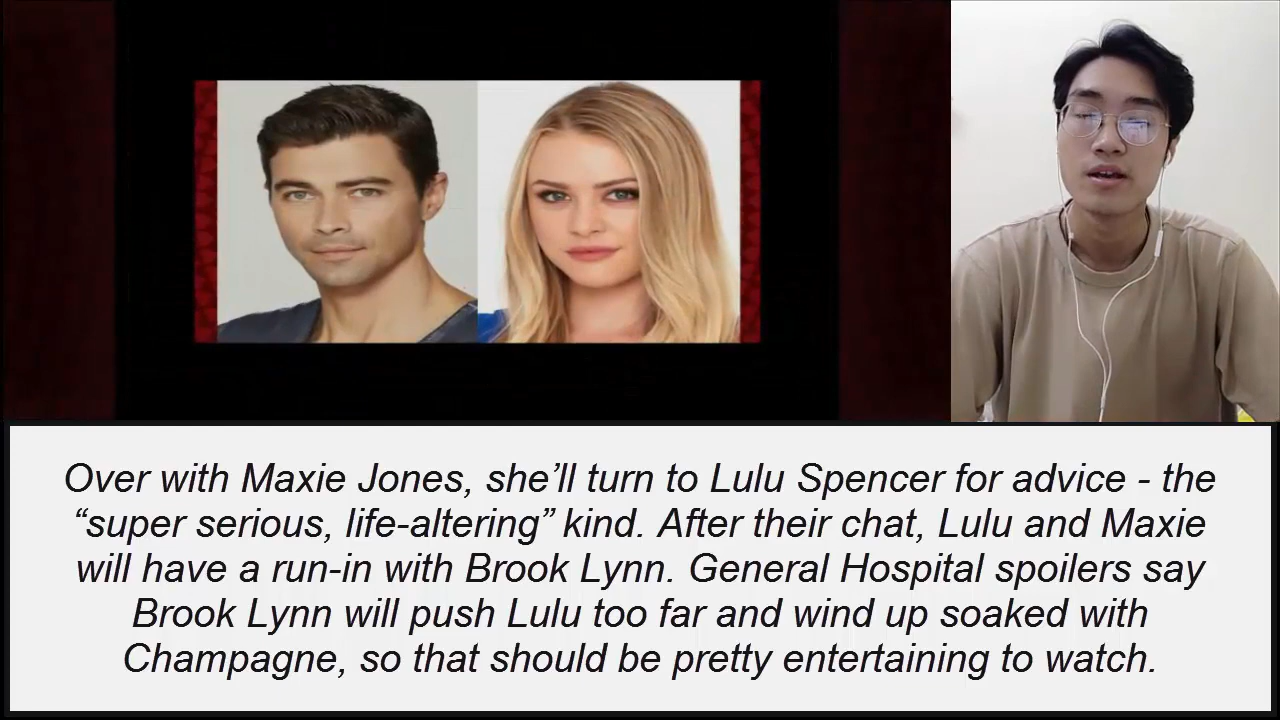 Over with Maxie Jones, she’ll turn to Lulu Spencer for advice - the
“super serious, life-altering” kind. After their chat, Lulu and Maxie
will have a run-in with Brook Lynn. General Hospital spoilers say
Brook Lynn will push Lulu too far and wind up soaked with
Champagne, so that should be pretty entertaining to watch.